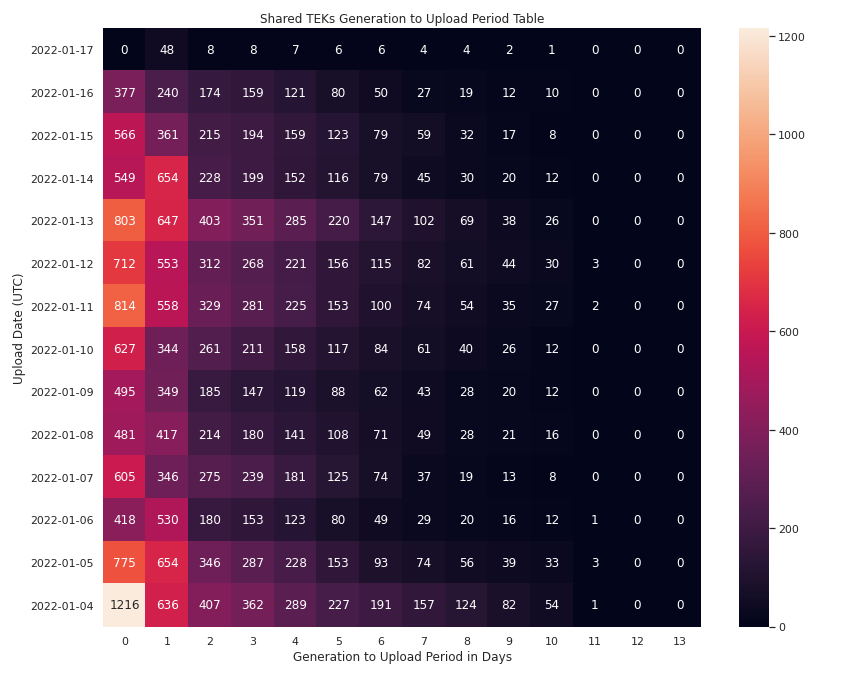 Shared TEKs Generation to Upload Period Table
Upload Date (UTC)
2022-01-17 0 48 8 8 7 6 6 4 4 2 1 0 0 0
2022-01-16 377 240 174 159 121 80 50 27 19 12 10 0 0 0
2022-01-15 566 361 215 194 159 123 79 59 32 17 8 0 0 0
2022-01-14 549 654 228 199 152 116 79 45 30 20 12 0 0 0
2022-01-13 803 647 403 351 285 220 147 102 69 38 26 0 0 0
2022-01-12 712 553 312 268 221 156 115 82 61 44 30 3 0 0
2022-01-11 814 558 329 281 225 153 100 74 54 35 27 2 0 0
2022-01-10 627 344 261 211 158 117 84 61 40 26 12 0 0 0
2022-01-09 495 349 185 147 119 88 62 43 28 20 12 0 0 0
2022-01-08 481 417 214 180 141 108 71 49 28 21 16 0 0 0
2022-01-07 605 346 275 239 181 125 74 37 19 13 8 0 0 0
2022-01-06 418 530 180 153 123 80 49 29 20 16 12 1 0 0
2022-01-05 775 654 346 287 228 153 93 74 56 39 33 3 0 0
2022-01-04 1216 636 407 362 289 227 191 157 124 82 54 1 0 0
0 1 2 3 4 5 6 7 8 9 10 11 12 13
Generation to Upload Period in Days
1200
1000
800
600
400
200
0